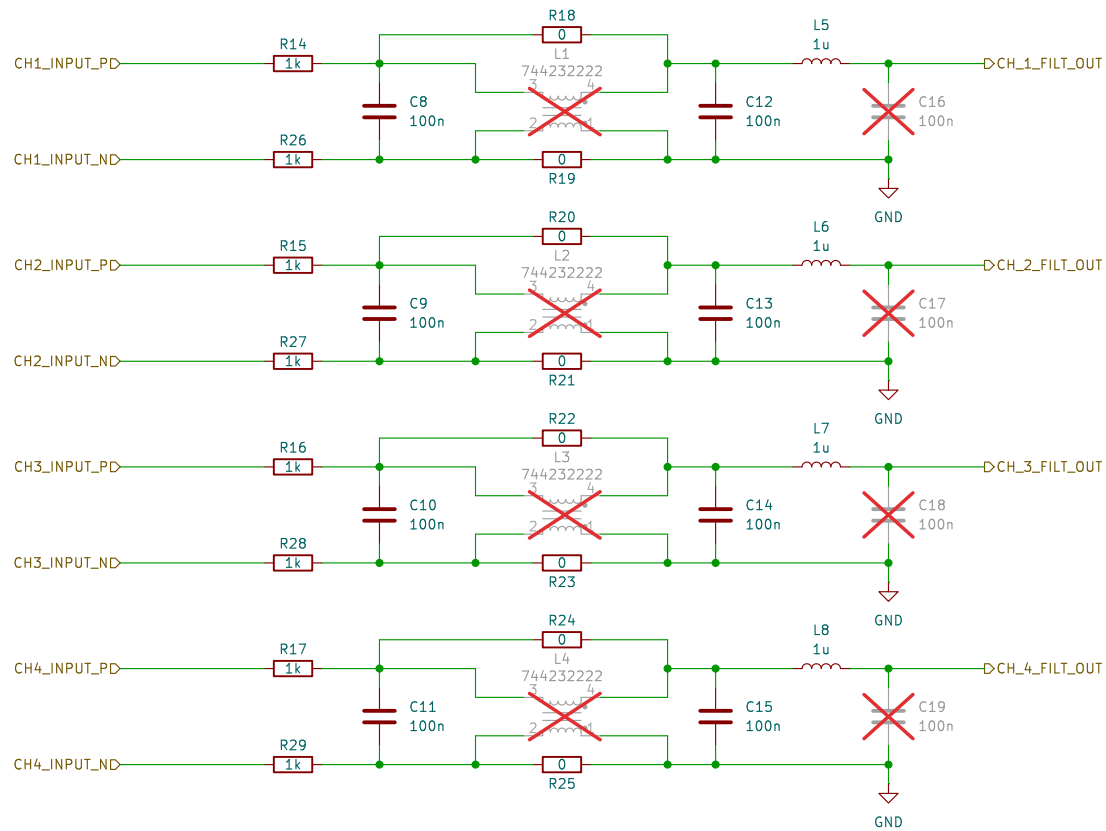 R18
0
L1
744232222
3 4
2 1
R14
1k
CH1_INPUT_P
C8
100n
C12
100n
L5
1u
C16
100n
CH_1_FILT_OUT
R26
1k
CH1_INPUT_N
0
R19
GND
R20
0
L2
744232222
3 4
2 1
R15
1k
CH2_INPUT_P
C9
100n
C13
100n
L6
1u
C17
100n
CH_2_FILT_OUT
R27
1k
CH2_INPUT_N
0
R21
GND
R22
0
L3
744232222
3 4
2 1
R16
1k
CH3_INPUT_P
C10
100n
C14
100n
L7
1u
C18
100n
CH_3_FILT_OUT
R28
1k
CH3_INPUT_N
0
R23
GND
R24
0
L4
744232222
3 4
2 1
R17
1k
CH4_INPUT_P
C11
100n
C15
100n
L8
1u
C19
100n
CH_4_FILT_OUT
R29
1k
CH4_INPUT_N
0
R25
GND